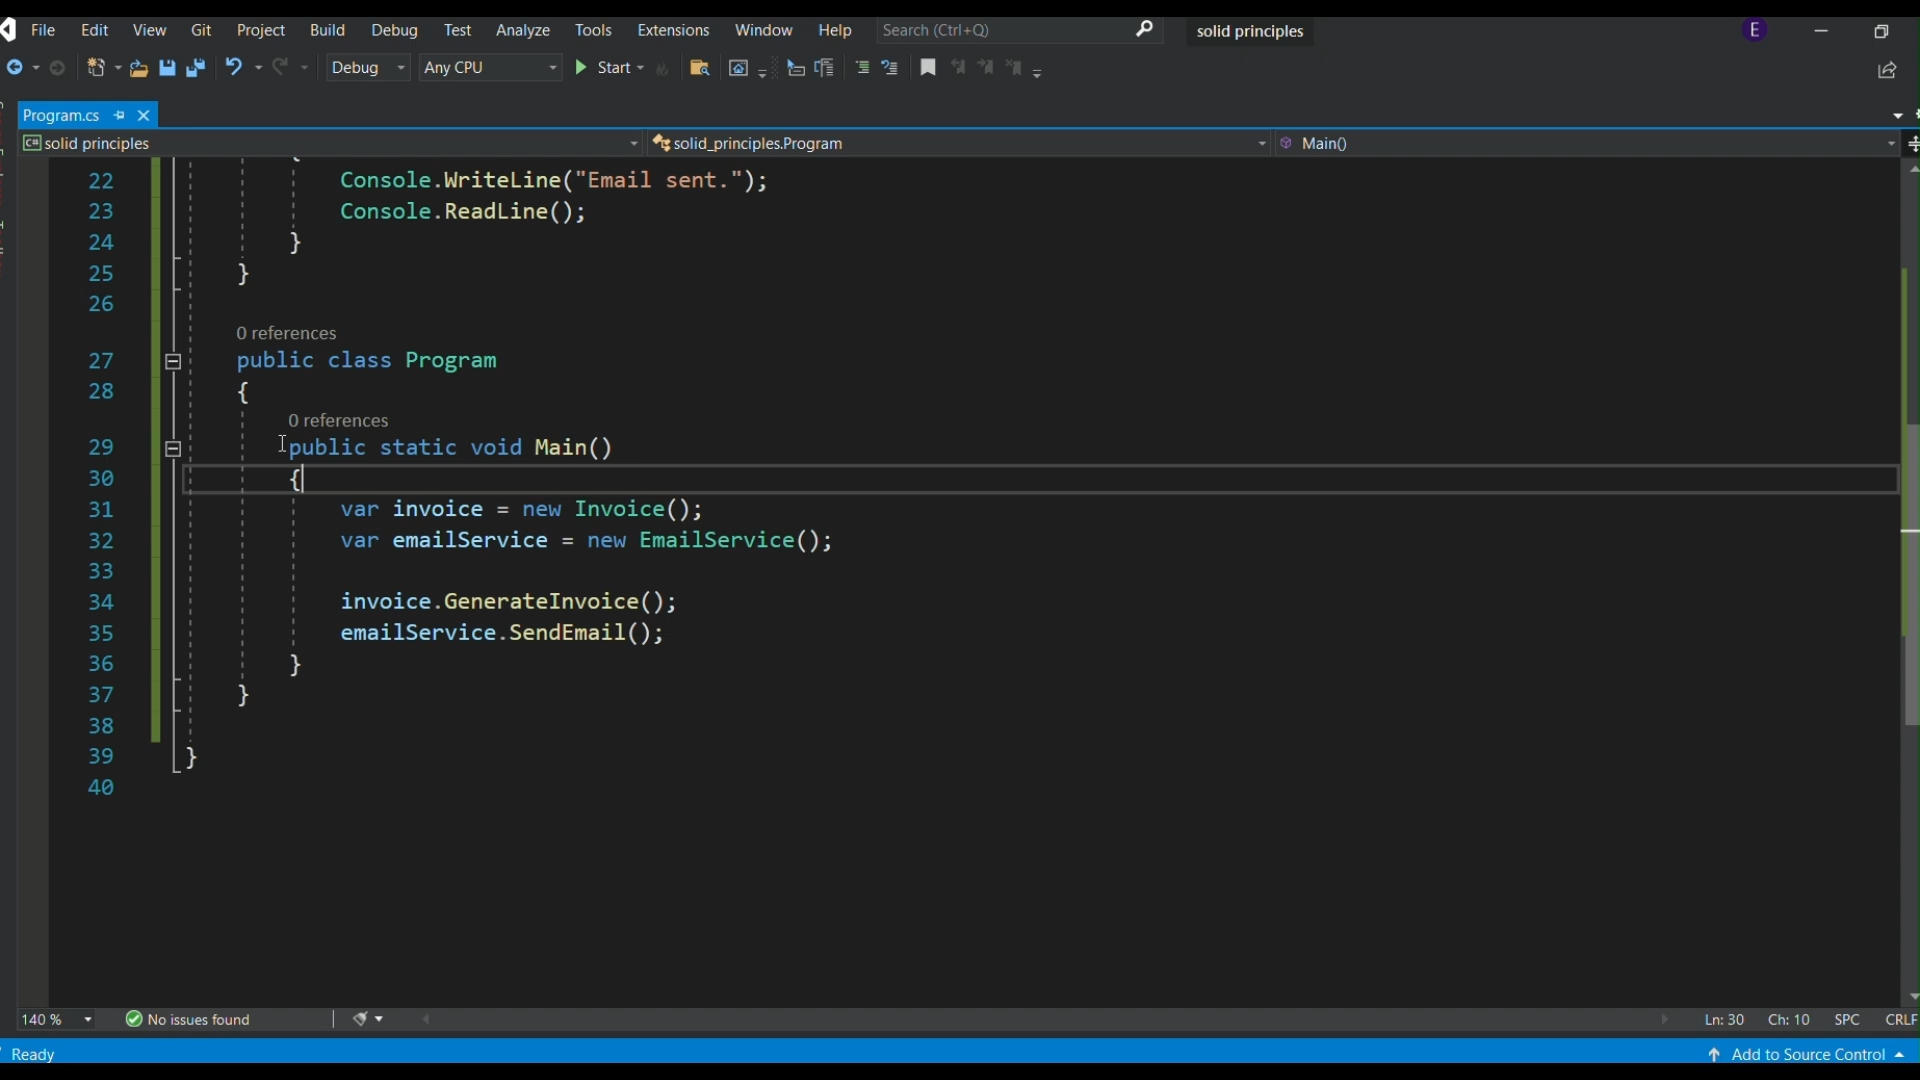 File Edit View Git Project Build Debug Test Analyze Tools Extensions Window Help Search (Ctrl+Q) solid principles E
Debug Any CPU Start
Program.cs
C# solid principles solid_principles.Program Main()
22 Console.WriteLine("Email sent.");
23 Console.ReadLine();
24 }
25 }
26
0 references
27 public class Program
28 {
0 references
29 public static void Main()
30 {
31 var invoice = new Invoice();
32 var emailService = new EmailService();
33
34 invoice.GenerateInvoice();
35 emailService.SendEmail();
36 }
37 }
38
39 }
40
140 % No issues found Ln: 30 Ch: 10 SPC CRLF
Ready Add to Source Control